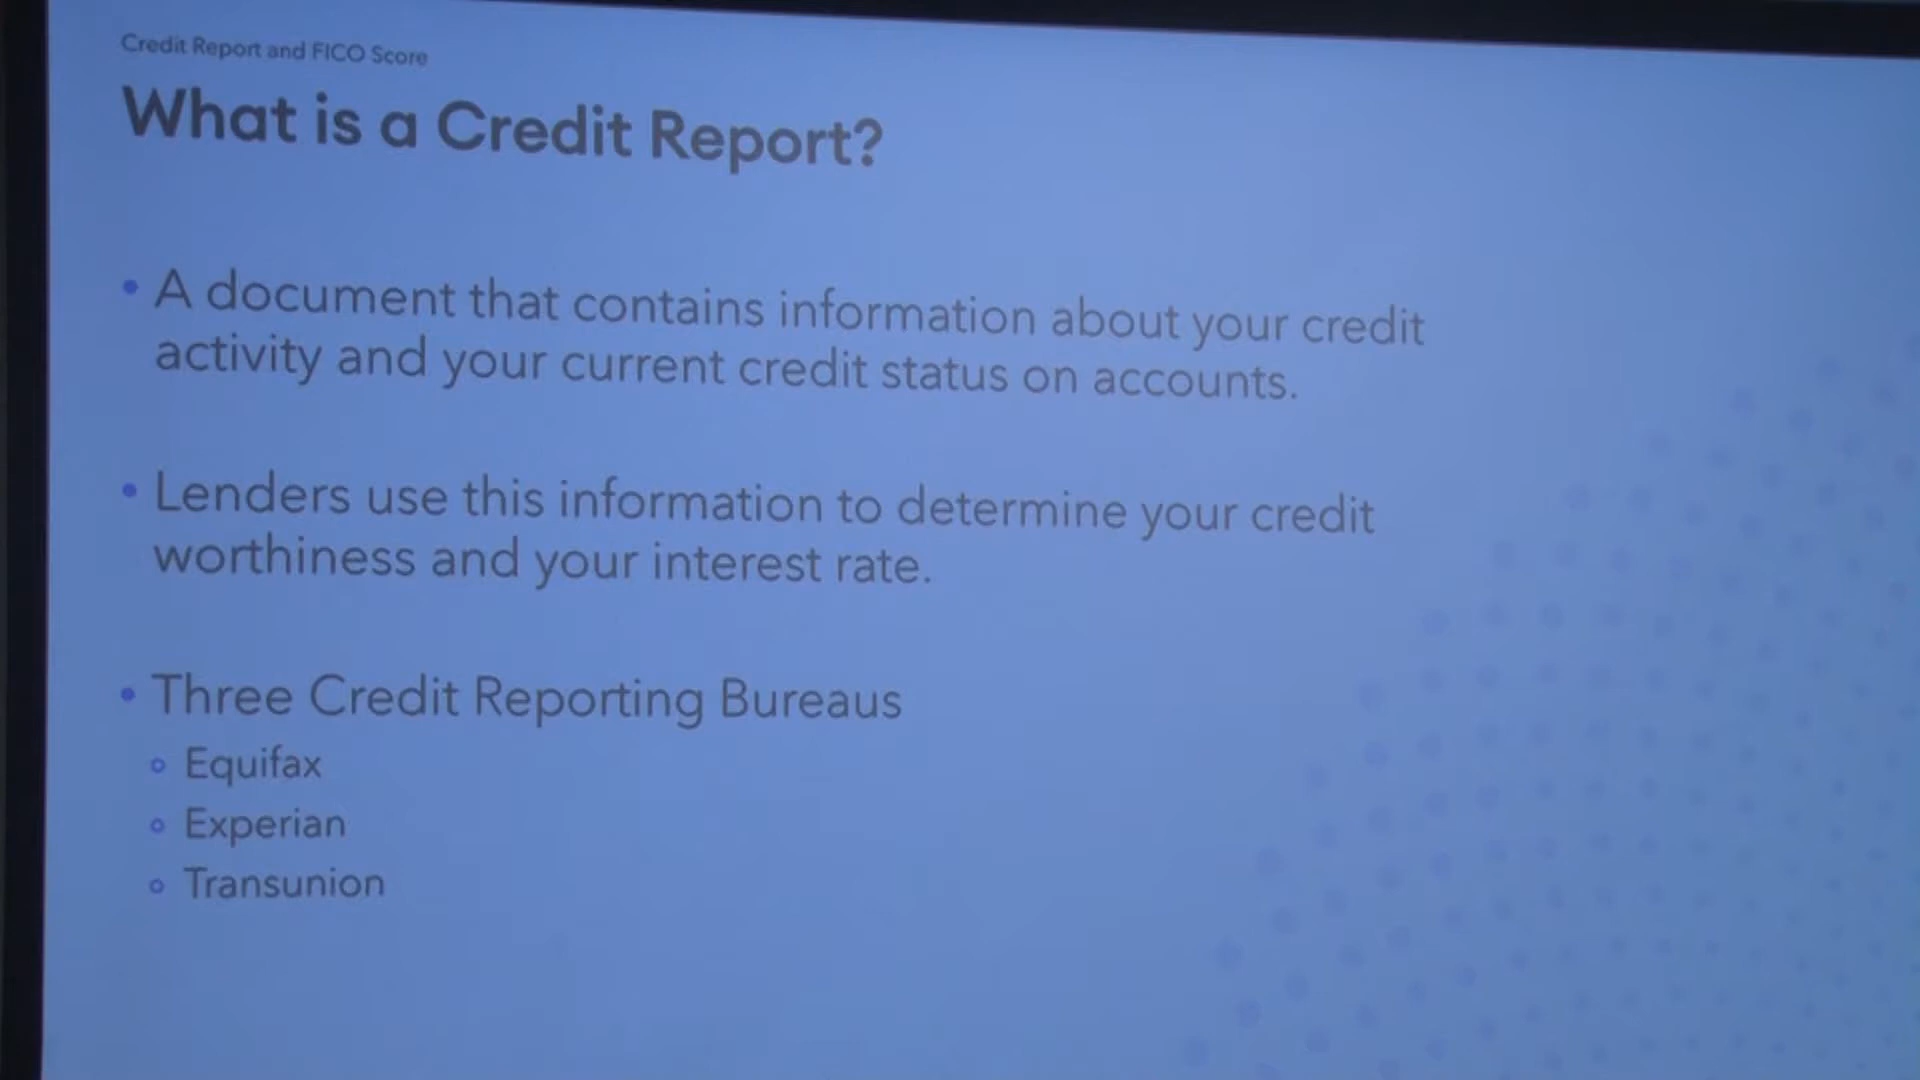 Credit Report and FICO Score
What is a Credit Report?
• A document that contains information about your credit
activity and your current credit status on accounts.
• Lenders use this information to determine your credit
worthiness and your interest rate.
• Three Credit Reporting Bureaus
o Equifax
o Experian
o Transunion